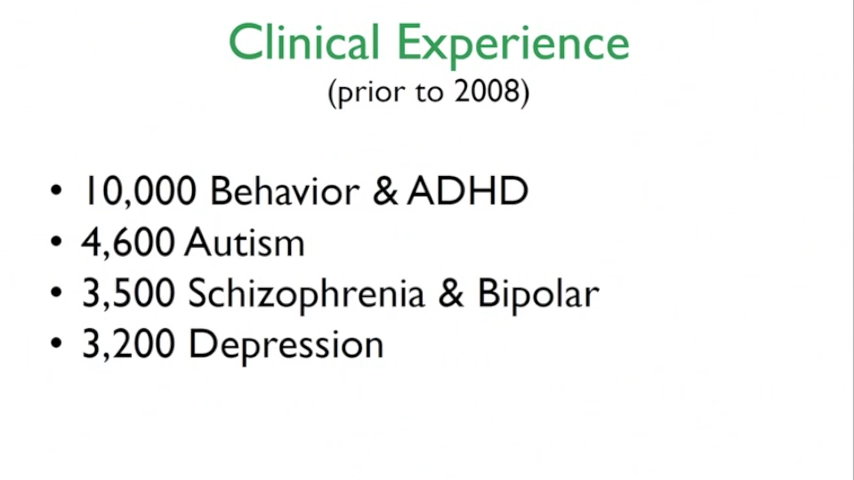 Clinical Experience
(prior to 2008)
• 10,000 Behavior & ADHD
• 4,600 Autism
• 3,500 Schizophrenia & Bipolar
• 3,200 Depression